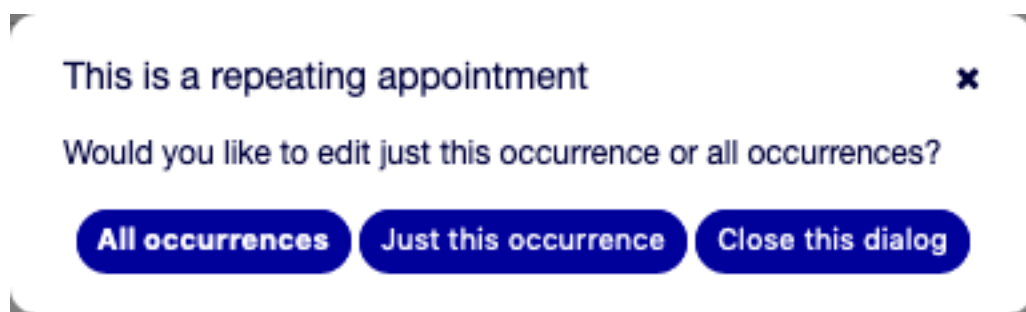 This is a repeating appointment
Would you like to edit just this occurrence or all occurrences?
All occurrences Just this occurrence Close this dialog